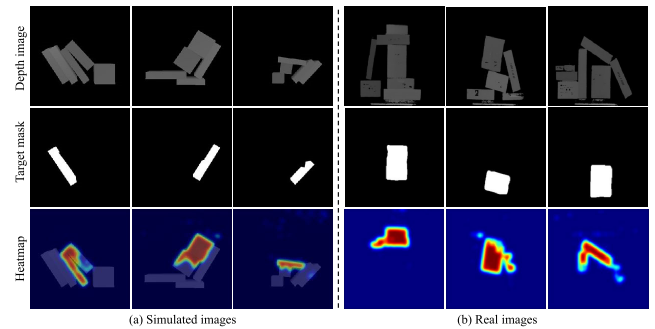 Depth image
Target mask
Heatmap
(a) Simulated images
(b) Real images